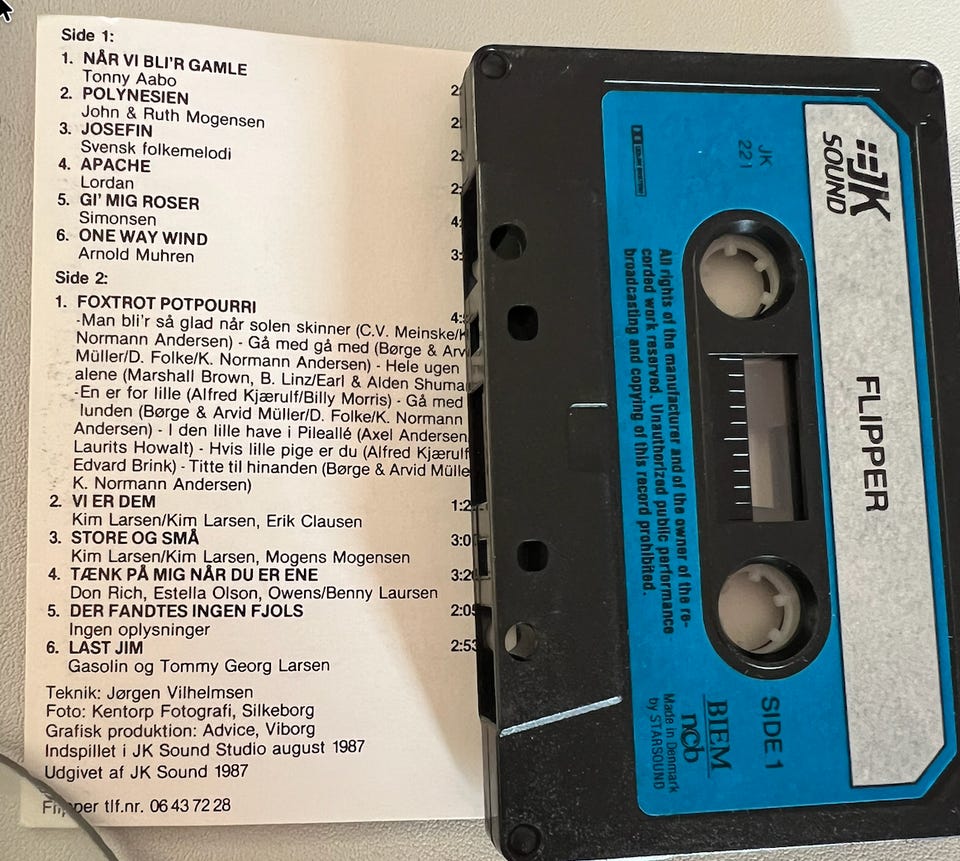 Side 1:
1. NÅR VI BLI'R GAMLE
Tonny Aabo
2. POLYNESIEN
John & Ruth Mogensen
3. JOSEFIN
Svensk folkemelodi
4. APACHE
Lordan
5. GI' MIG ROSER
Simonsen
6. ONE WAY WIND
Arnold Muhren
Side 2:
1. FOXTROT POTPOURRI
-Man bli'r så glad når solen skinner (C.V. Meinske/
Normann Andersen) - Gå med gå med (Børge &
Müller/D. Folke/K. Normann Andersen) - Hele ugen
alene (Marshall Brown, B. Linz/Earl & Alden
-En er for lille (Alfred Kjærulf/Billy Morris) - Gå med
lunden (Børge & Arvid Müller/D. Folke/K. Normann
Andersen) - I den lille have i Pileallé (Axel Andersen
Laurits Howalt) - Hvis lille pige er du (Alfred Kjærulf
Edvard Brink) - Titte til hinanden (Børge & Arvid
K. Normann Andersen)
2. VI ER DEM
Kim Larsen/Kim Larsen, Erik Clausen
3. STORE OG SMÅ
Kim Larsen/Kim Larsen, Mogens Mogensen
4. TÆNK PÅ MIG NÅR DU ER ENE 3:20
Don Rich, Estella Olson, Owens/Benny Laursen
5. DER FANDTES INGEN FJOLS 2:05
Ingen oplysninger
6. LAST JIM 2:53
Gasolin og Tommy Georg Larsen
Teknik: Jørgen Vilhelmsen
Foto: Kentorp Fotografi, Silkeborg
Grafisk produktion: Advice, Viborg
Indspillet i JK Sound Studio august 1987
Udgivet af JK Sound 1987
Flipper tlf.nr. 06 43 72 28
JK
SOUND
FLIPPER
JK
221
SIDE 1
BIEM
ncb
Made in Denmark
by STARSOUND
All rights of the manufacturer and of the owner of the re-
corded work reserved. Unauthorized public performance
broadcasting and copying of this record prohibited.